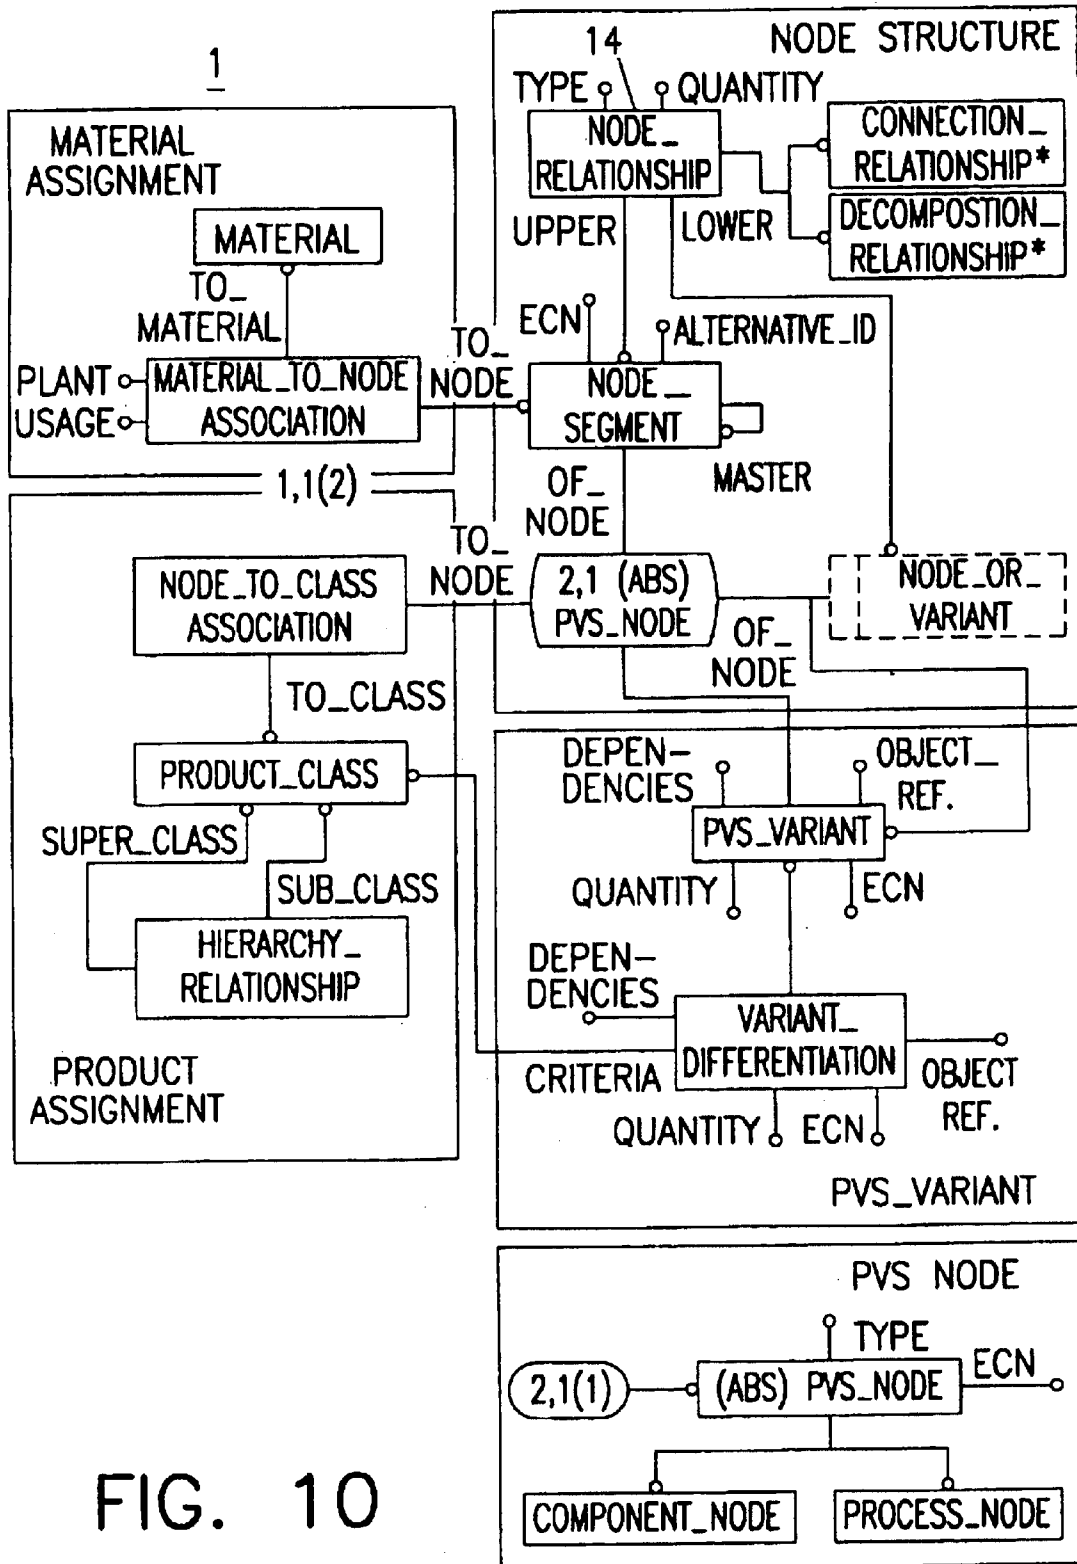 1
MATERIAL
ASSIGNMENT
MATERIAL
TO_
MATERIAL
PLANT
USAGE
MATERIAL_TO_NODE
ASSOCIATION
TO_
NODE
1,1(2)
NODE_TO_CLASS
ASSOCIATION
TO_
NODE
TO_CLASS
PRODUCT_CLASS
SUPER_CLASS
SUB_CLASS
HIERARCHY_
RELATIONSHIP
PRODUCT
ASSIGNMENT
NODE STRUCTURE
14
TYPE
QUANTITY
NODE_
RELATIONSHIP
CONNECTION_
RELATIONSHIP*
DECOMPOSTION_
RELATIONSHIP*
UPPER
LOWER
ECN
ALTERNATIVE_ID
NODE_
SEGMENT
MASTER
OF_
NODE
2,1 (ABS)
PVS_NODE
NODE_OR_
VARIANT
OF_
NODE
DEPEN-
DENCIES
OBJECT_
REF.
PVS_VARIANT
QUANTITY
ECN
DEPEN-
DENCIES
VARIANT_
DIFFERENTIATION
CRITERIA
OBJECT
REF.
QUANTITY
ECN
PVS_VARIANT
PVS NODE
TYPE
ECN
2,1(1)
(ABS) PVS_NODE
COMPONENT_NODE
PROCESS_NODE
FIG. 10